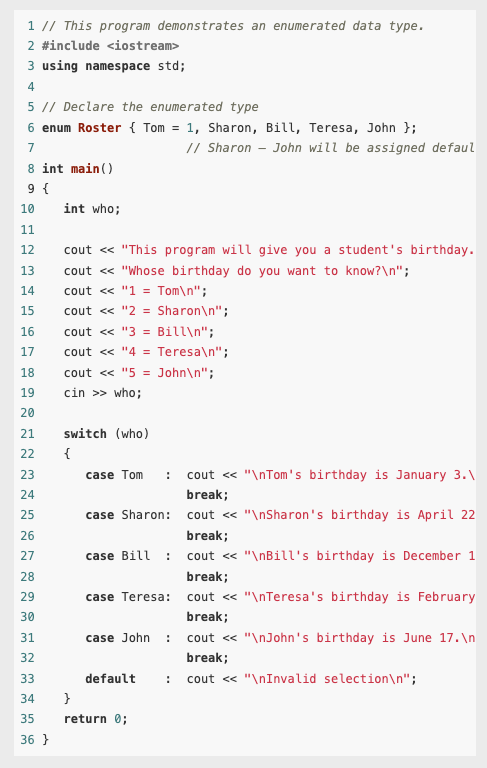 1 // This program demonstrates an enumerated data type.
2 #include <iostream>
3 using namespace std;
4
5 // Declare the enumerated type
6 enum Roster { Tom = 1, Sharon, Bill, Teresa, John };
7 // Sharon – John will be assigned defaul
8 int main()
9 {
10 int who;
11
12 cout << "This program will give you a student's birthday.
13 cout << "Whose birthday do you want to know?\n";
14 cout << "1 = Tom\n";
15 cout << "2 = Sharon\n";
16 cout << "3 = Bill\n";
17 cout << "4 = Teresa\n";
18 cout << "5 = John\n";
19 cin >> who;
20
21 switch (who)
22 {
23 case Tom : cout << "\nTom's birthday is January 3.\
24 break;
25 case Sharon: cout << "\nSharon's birthday is April 22
26 break;
27 case Bill : cout << "\nBill's birthday is December 1
28 break;
29 case Teresa: cout << "\nTeresa's birthday is February
30 break;
31 case John : cout << "\nJohn's birthday is June 17.\n
32 break;
33 default : cout << "\nInvalid selection\n";
34 }
35 return 0;
36 }